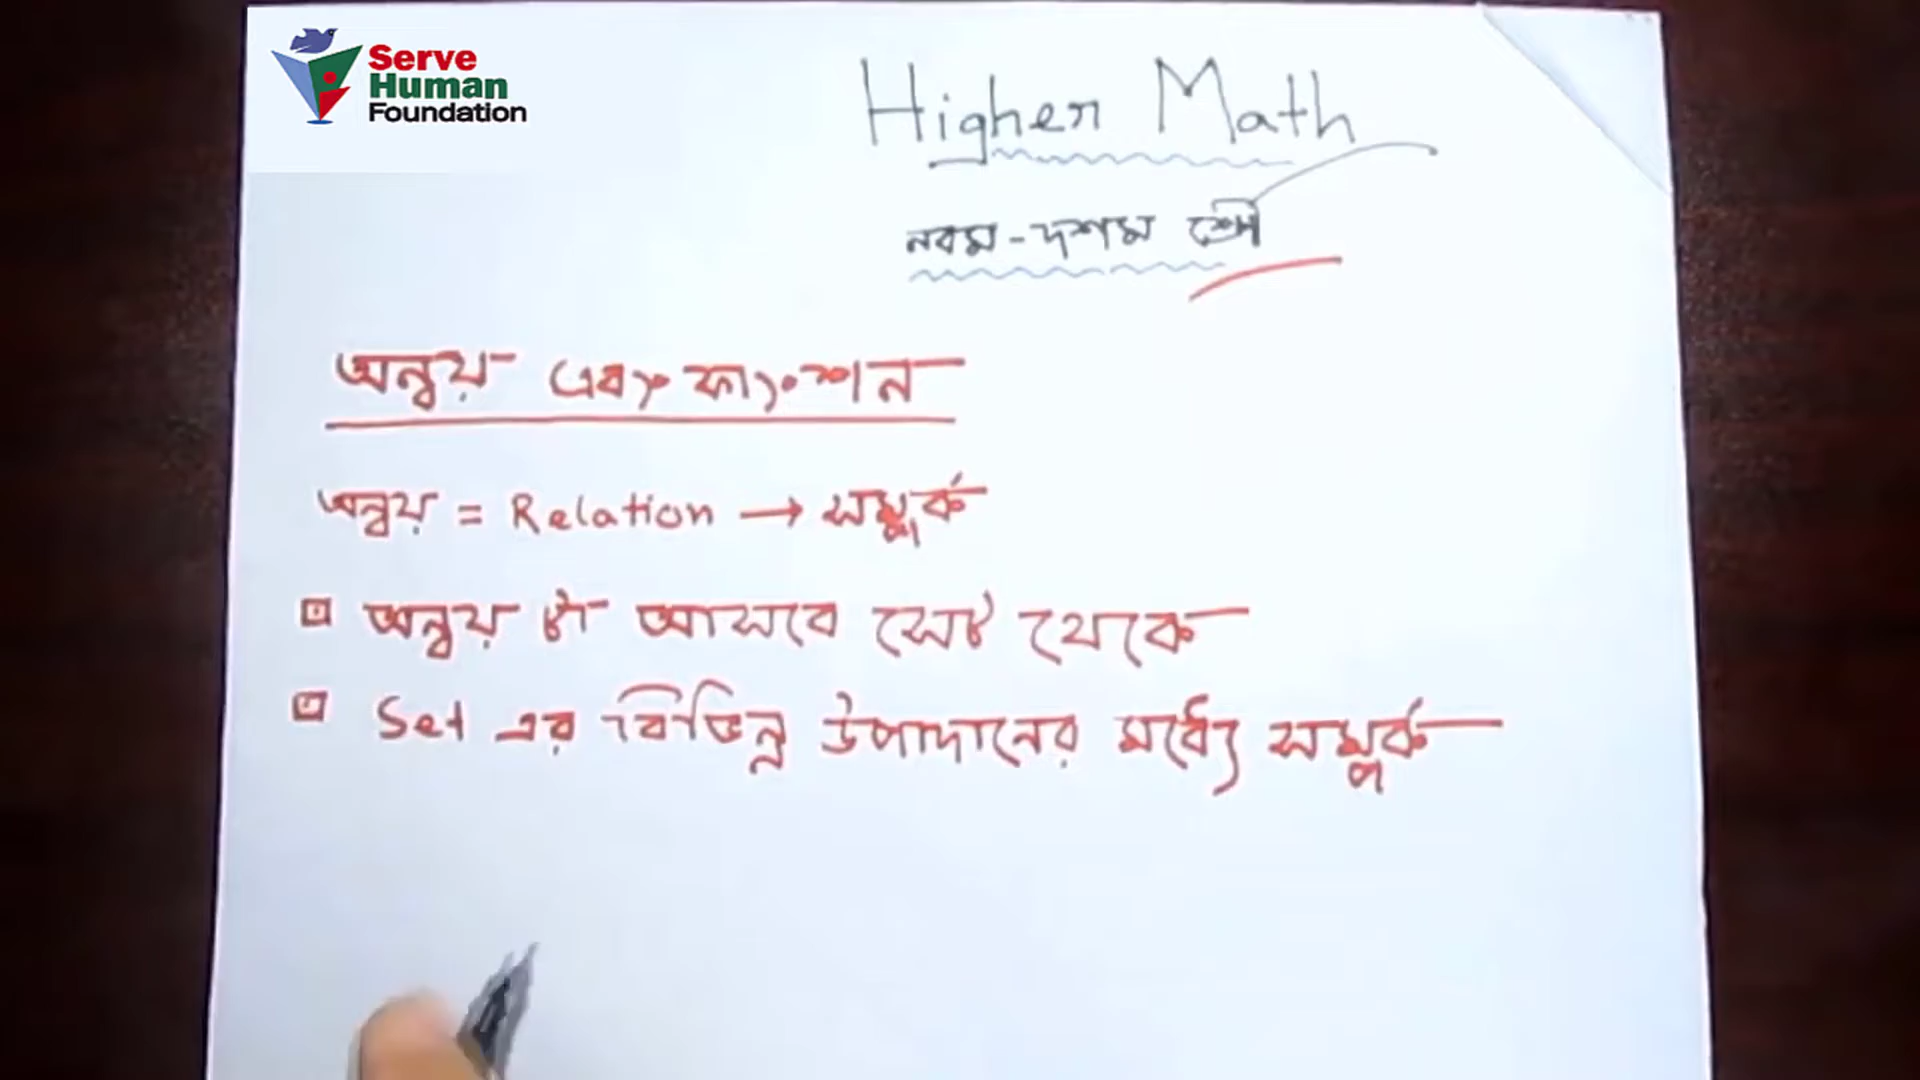 Serve
Human
Foundation
Higher Math
নবম-দশম শ্রেণী
অন্বয় এবং ফাংশন
অন্বয় = Relation → সম্পর্ক
অন্বয় টা আসবে সেট থেকে
Set এর বিভিন্ন উপাদানের মধ্যে সম্পর্ক